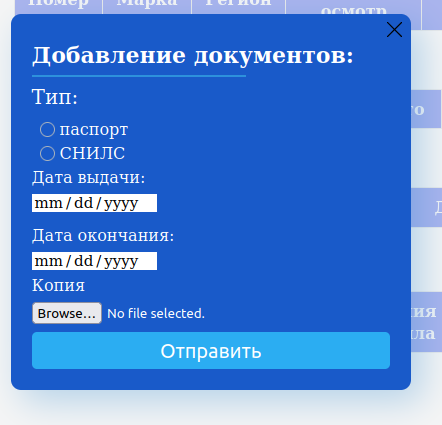 Номер Марка Регион
осмотр
Добавление документов:
Тип:
паспорт
СНИЛС
Дата выдачи:
mm/dd/yyyy
Дата окончания:
mm/dd/yyyy
Копия
Browse... No file selected.
Отправить